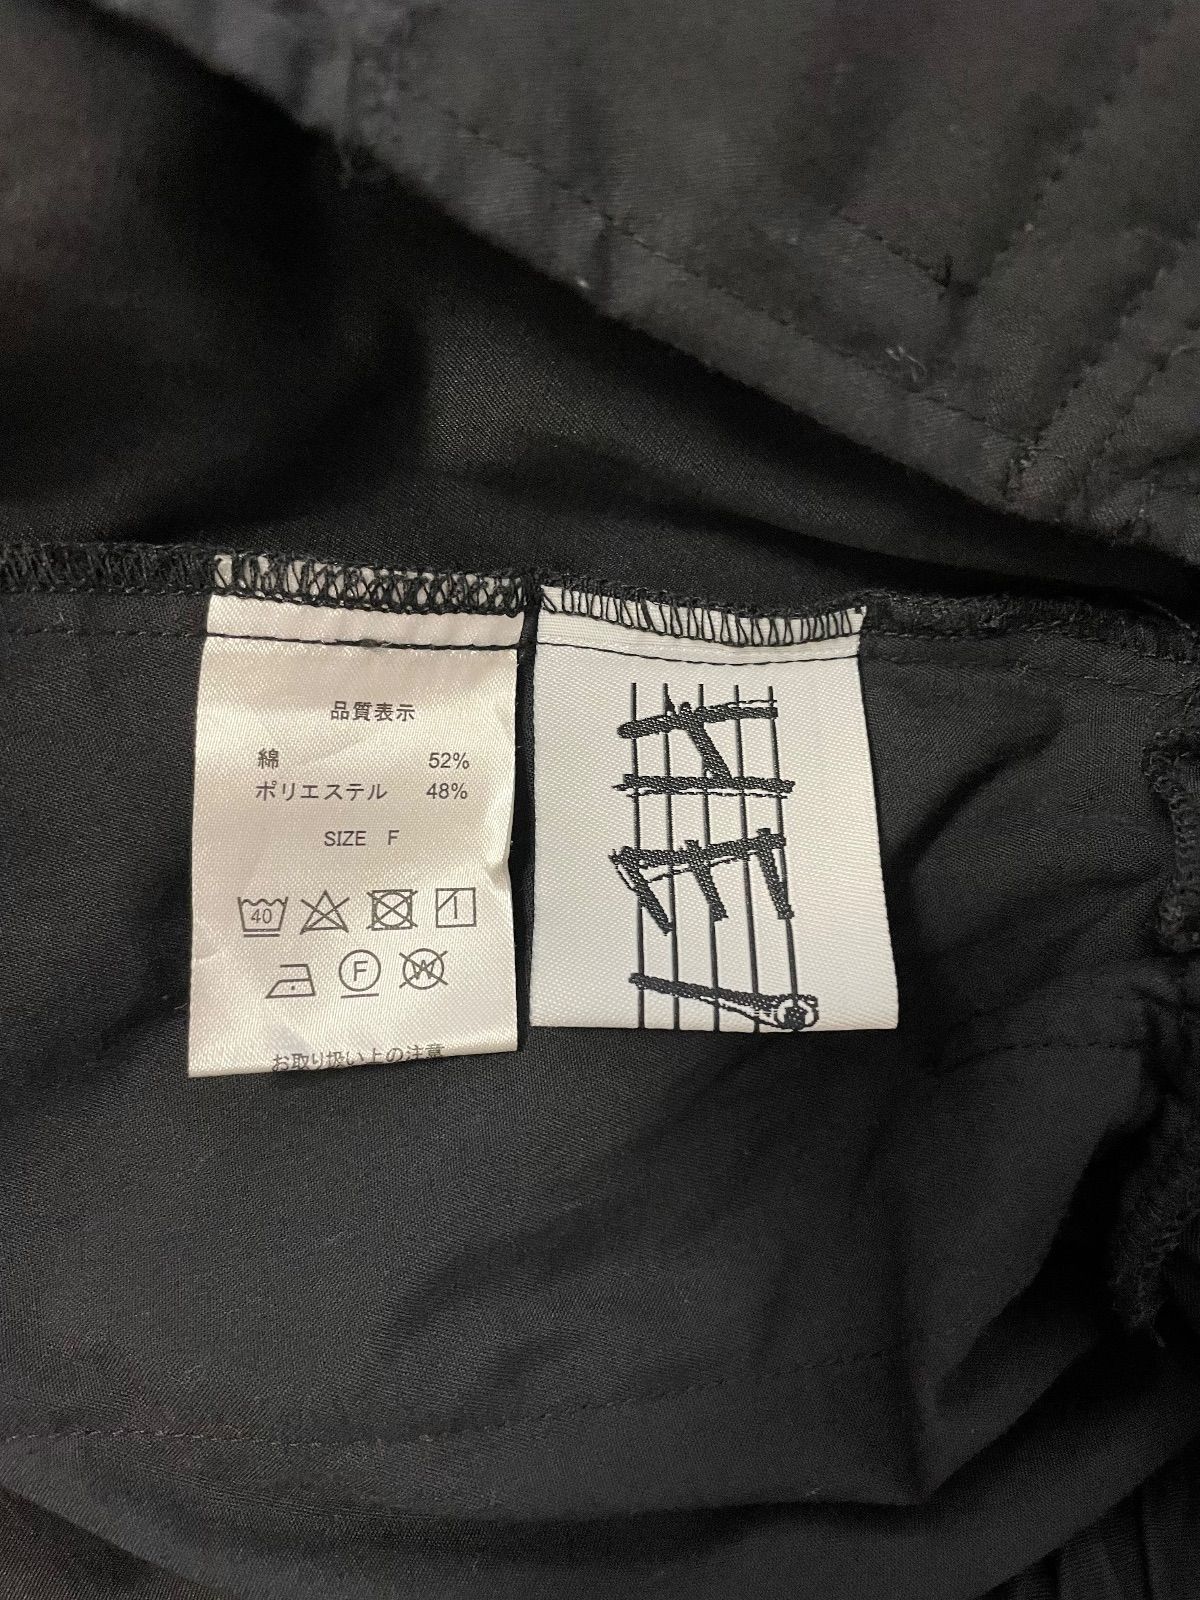 品質表示
綿 52%
ポリエステル 48%
SIZE F
40
F
W
お取り扱い上の注意